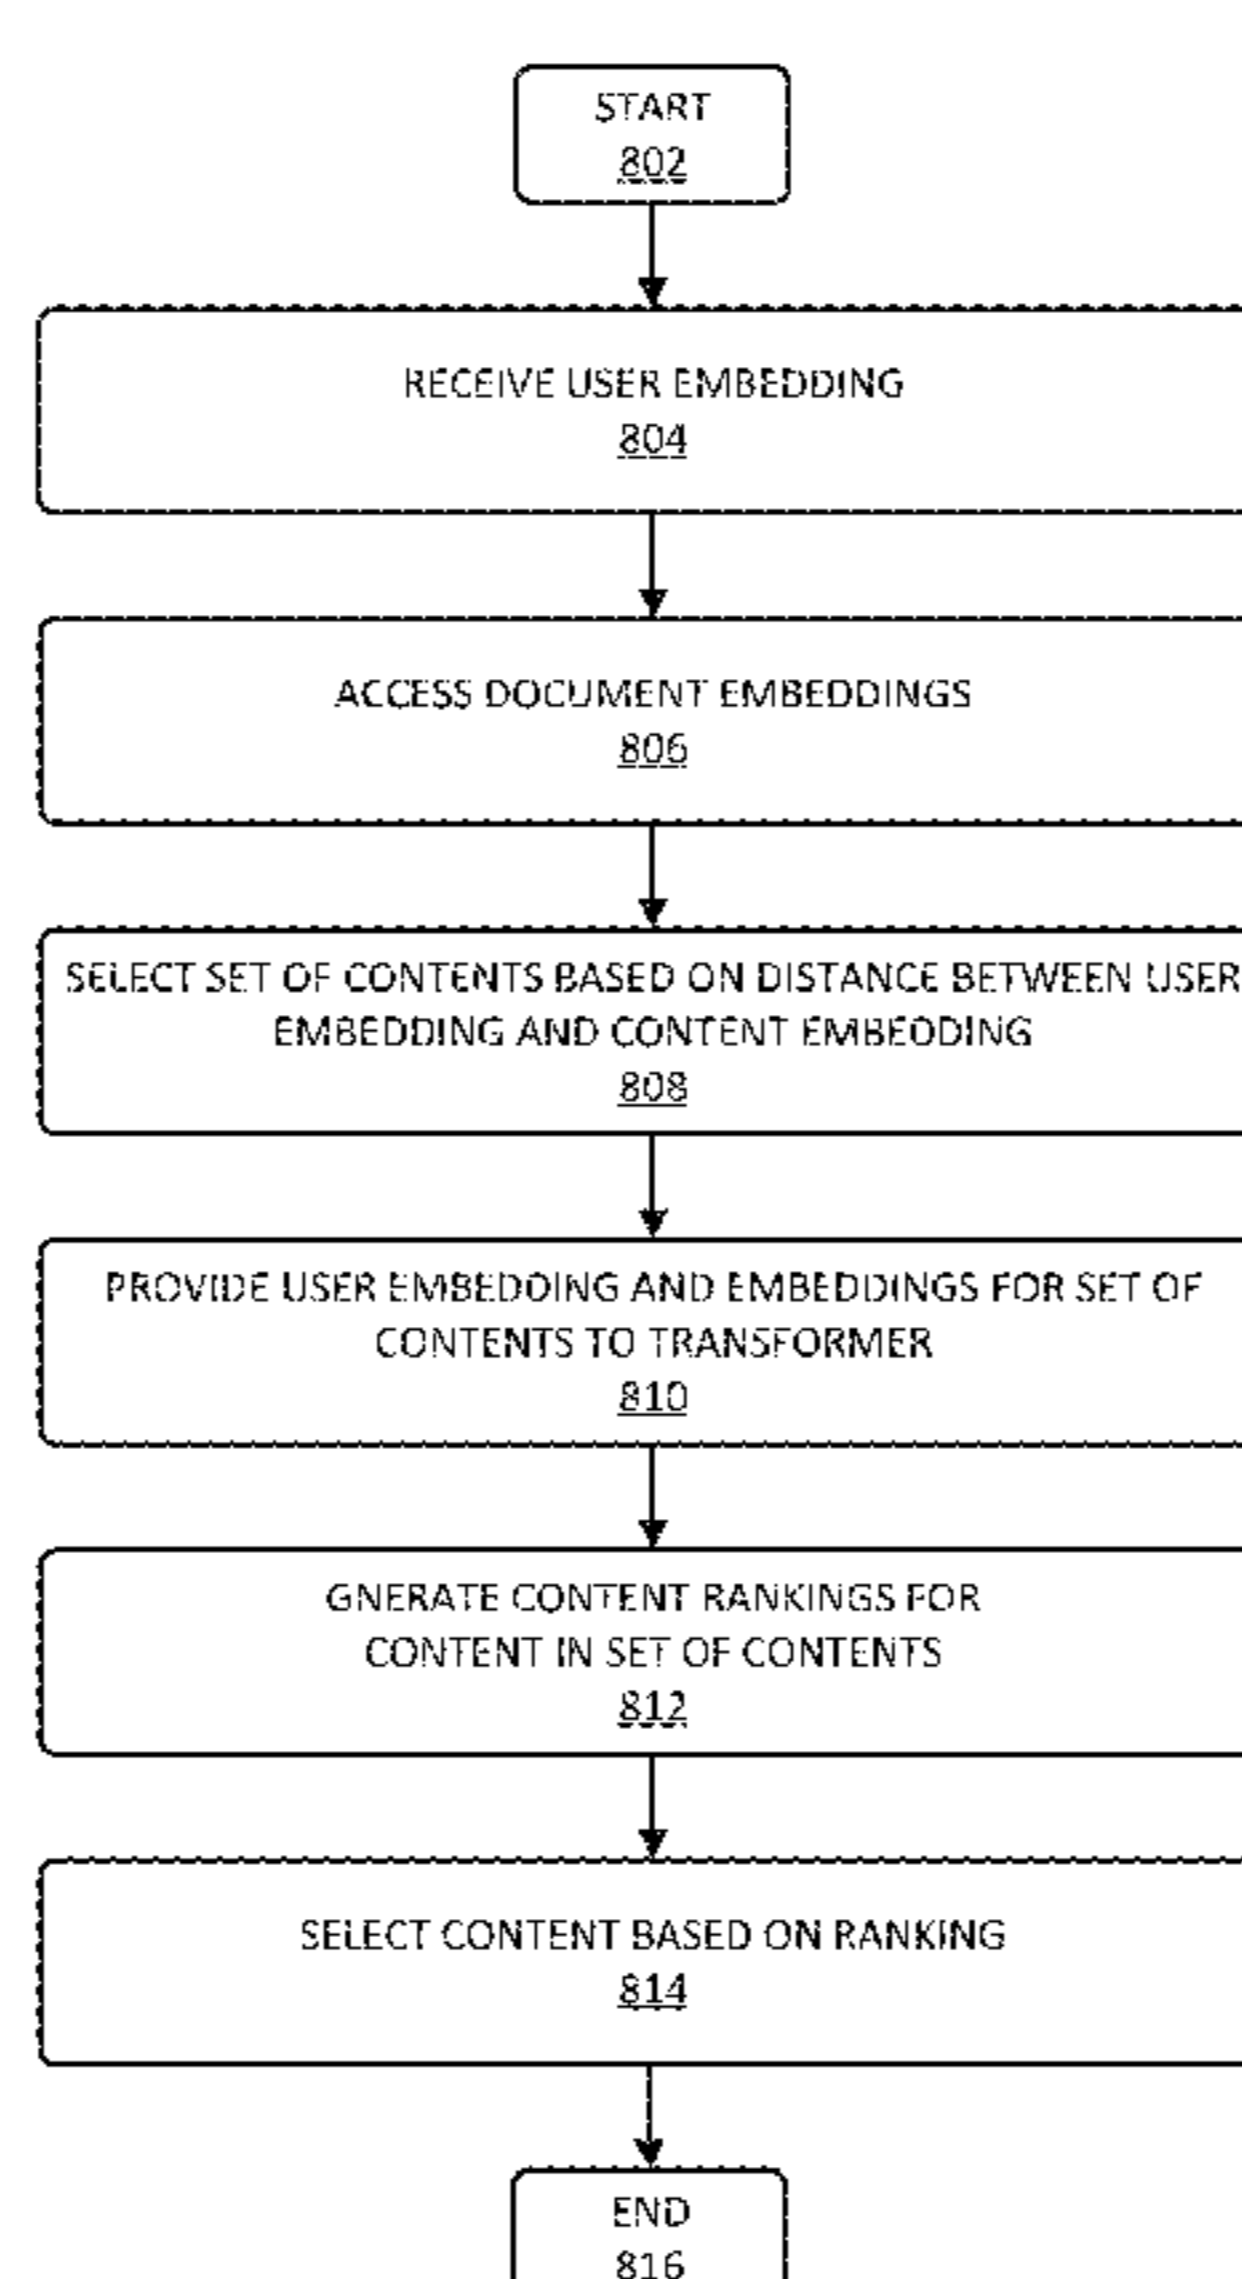 START
802
RECEIVE USER EMBEDDING
804
ACCESS DOCUMENT EMBEDDINGS
806
SELECT SET OF CONTENTS BASED ON DISTANCE BETWEEN USER
EMBEDDING AND CONTENT EMBEDDING
808
PROVIDE USER EMBEDDING AND EMBEDDINGS FOR SET OF
CONTENTS TO TRANSFORMER
810
GNERATE CONTENT RANKINGS FOR
CONTENT IN SET OF CONTENTS
812
SELECT CONTENT BASED ON RANKING
814
END
816